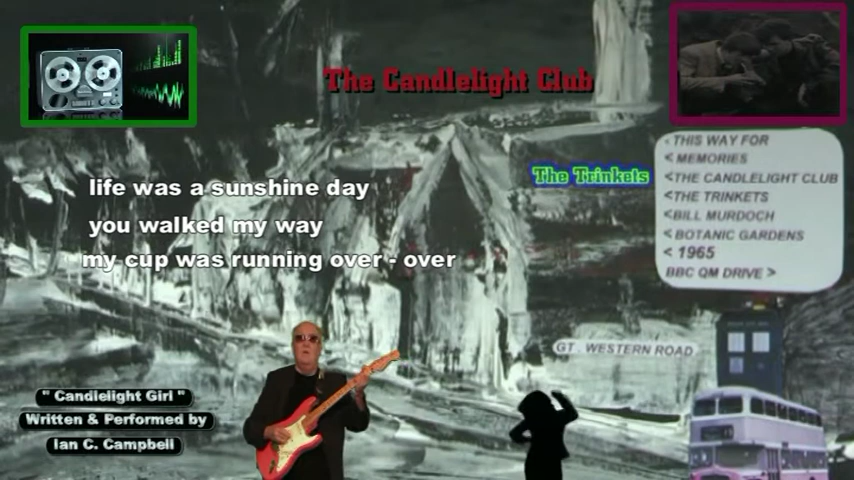 The Candlelight Club
life was a sunshine day
you walked my way
my cup was running over - over
The Trinkets
< THIS WAY FOR
< MEMORIES
< THE CANDLELIGHT CLUB
< THE TRINKETS
< BILL MURDOCH
< BOTANIC GARDENS
< 1965
BBC QM DRIVE >
GT. WESTERN ROAD
" Candlelight Girl "
Written & Performed by
Ian C. Campbell